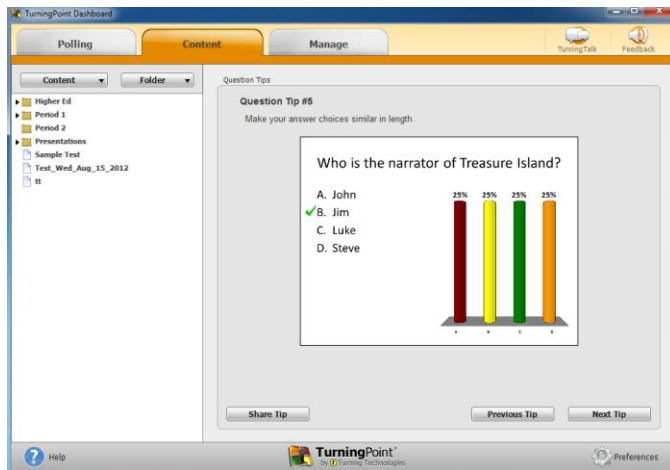 TurningPoint Dashboard
Polling
Content
Manage
TurningTalk
Feedback
Content
Folder
Higher Ed
Period 1
Period 2
Presentations
Sample Test
Test_Wed_Aug_15_2012
tt
Question Tips
Question Tip #5
Make your answer choices similar in length.
Who is the narrator of Treasure Island?
A. John
B. Jim
C. Luke
D. Steve
25% 25% 25% 25%
Share Tip
Previous Tip
Next Tip
Help
TurningPoint
by Turning Technologies
Preferences